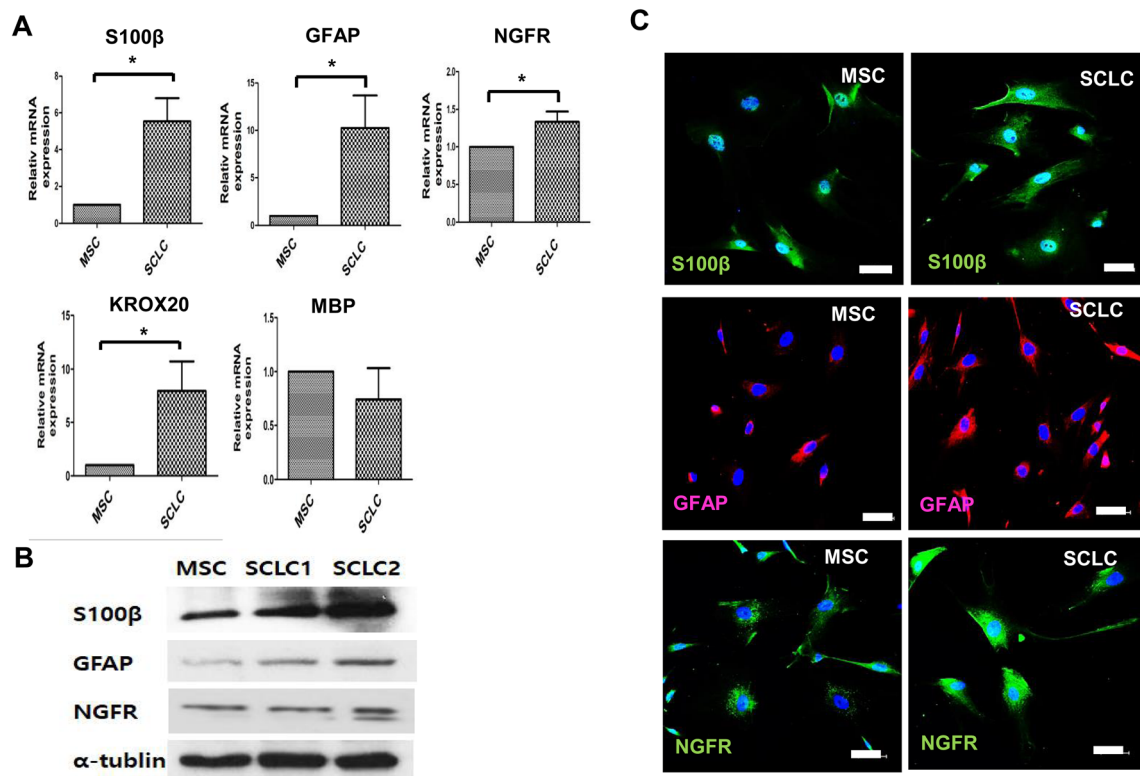 A
S100β
*
Relativ mRNA
expression
8
6
4
2
0
MSC
SCLC
GFAP
*
Relative mRNA
expression
15
10
5
0
MSC
SCLC
NGFR
*
Relative mRNA
expression
2.0
1.5
1.0
0.5
0.0
MSC
SCLC
KROX20
*
Relative mRNA
expression
15
10
5
0
MSC
SCLC
MBP
Relative mRNA
expression
1.5
1.0
0.5
0.0
MSC
SCLC
B
MSC SCLC1 SCLC2
S100β
GFAP
NGFR
α-tublin
C
MSC
S100β
SCLC
S100β
MSC
GFAP
SCLC
GFAP
MSC
NGFR
SCLC
NGFR